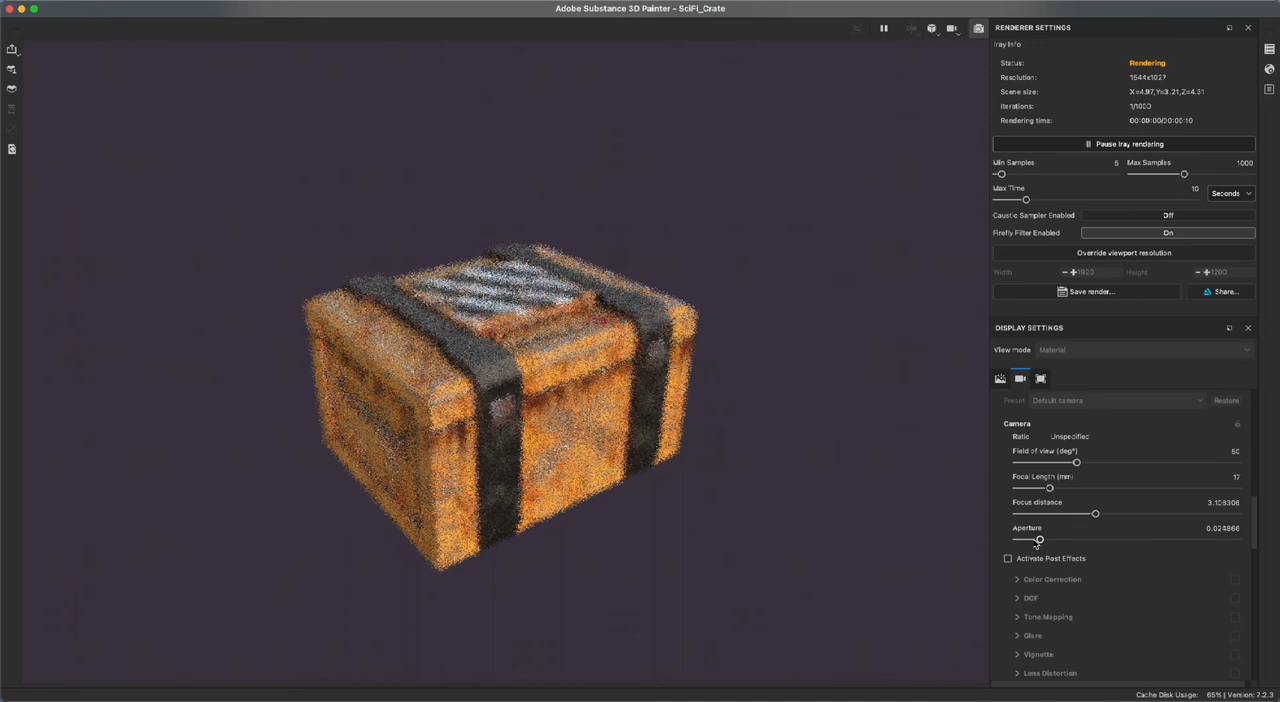 Adobe Substance 3D Painter - SciFi_Crate
RENDERER SETTINGS
Iray Info
Status: Rendering
Resolution: 1544x1027
Scene size: X=4.97,Y=3.21,Z=4.31
Iterations: 1/1000
Rendering time: 00:00:00/00:00:10
Pause Iray rendering
Min Samples 5 Max Samples 1000
Max Time 10 Seconds
Caustic Sampler Enabled Off
Firefly Filter Enabled On
Override viewport resolution
Width 1920 Height 1200
Save render... Share...
DISPLAY SETTINGS
View mode Material
Preset Default camera Restore
Camera
Ratio Unspecified
Field of view (deg°) 50
Focal Length (mm) 17
Focus distance 3.108306
Aperture 0.024866
Activate Post Effects
Color Correction
DOF
Tone Mapping
Glare
Vignette
Lens Distortion
Cache Disk Usage: 65% | Version: 7.2.3